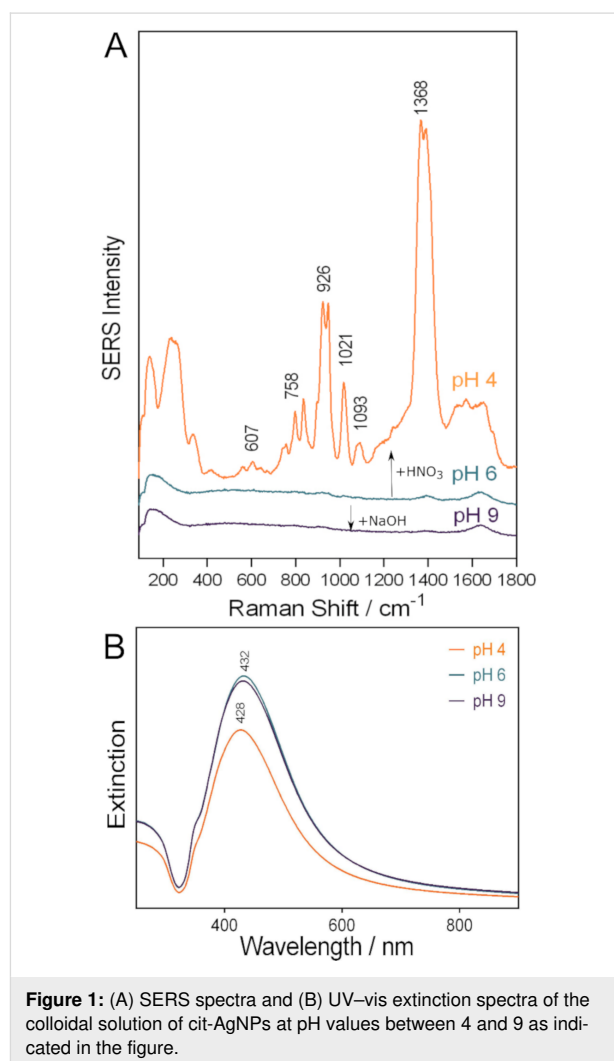 A
SERS Intensity
607
758
926
1021
1093
1368
pH 4
+HNO₃
pH 6
+NaOH
pH 9
200 400 600 800 1000 1200 1400 1600 1800
Raman Shift / cm⁻¹
B
Extinction
432
428
pH 4
pH 6
pH 9
400 600 800
Wavelength / nm
Figure 1: (A) SERS spectra and (B) UV–vis extinction spectra of the
colloidal solution of cit-AgNPs at pH values between 4 and 9 as indi-
cated in the figure.